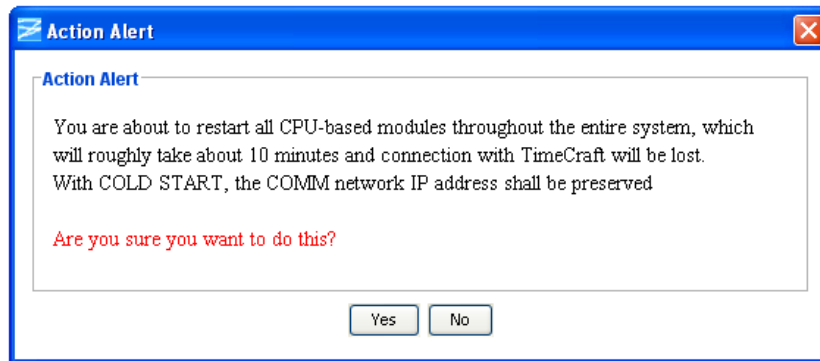 Action Alert
Action Alert
You are about to restart all CPU-based modules throughout the entire system, which
will roughly take about 10 minutes and connection with TimeCraft will be lost.
With COLD START, the COMM network IP address shall be preserved
Are you sure you want to do this?
Yes No